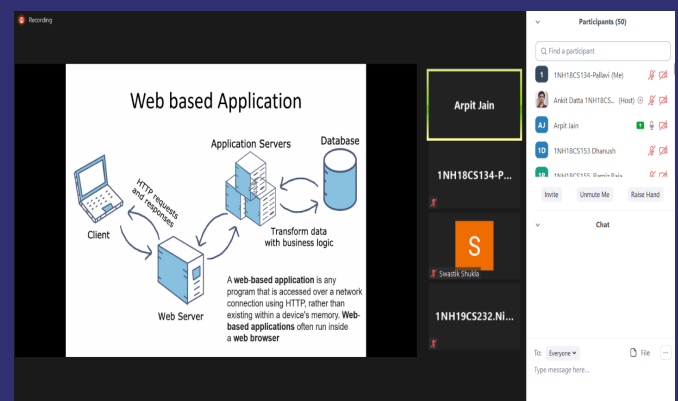 Recording
Web based Application
Application Servers
Database
HTTP requests
and responses
Client
Transform data
with business logic
Web Server
A web-based application is any
program that is accessed over a network
connection using HTTP, rather than
existing within a device's memory. Web-
based applications often run inside
a web browser
Arpit Jain
1NH18CS134-P...
S
Swastik Shukla
1NH19CS232.Ni...
Participants (50)
Find a participant
1 1NH18CS134-Pallavi (Me)
Ankit Datta 1NH18CS... (Host)
AJ Arpit Jain
1D 1NH18CS153 Dhanush
Invite Unmute Me Raise Hand
Chat
To: Everyone File ...
Type message here...